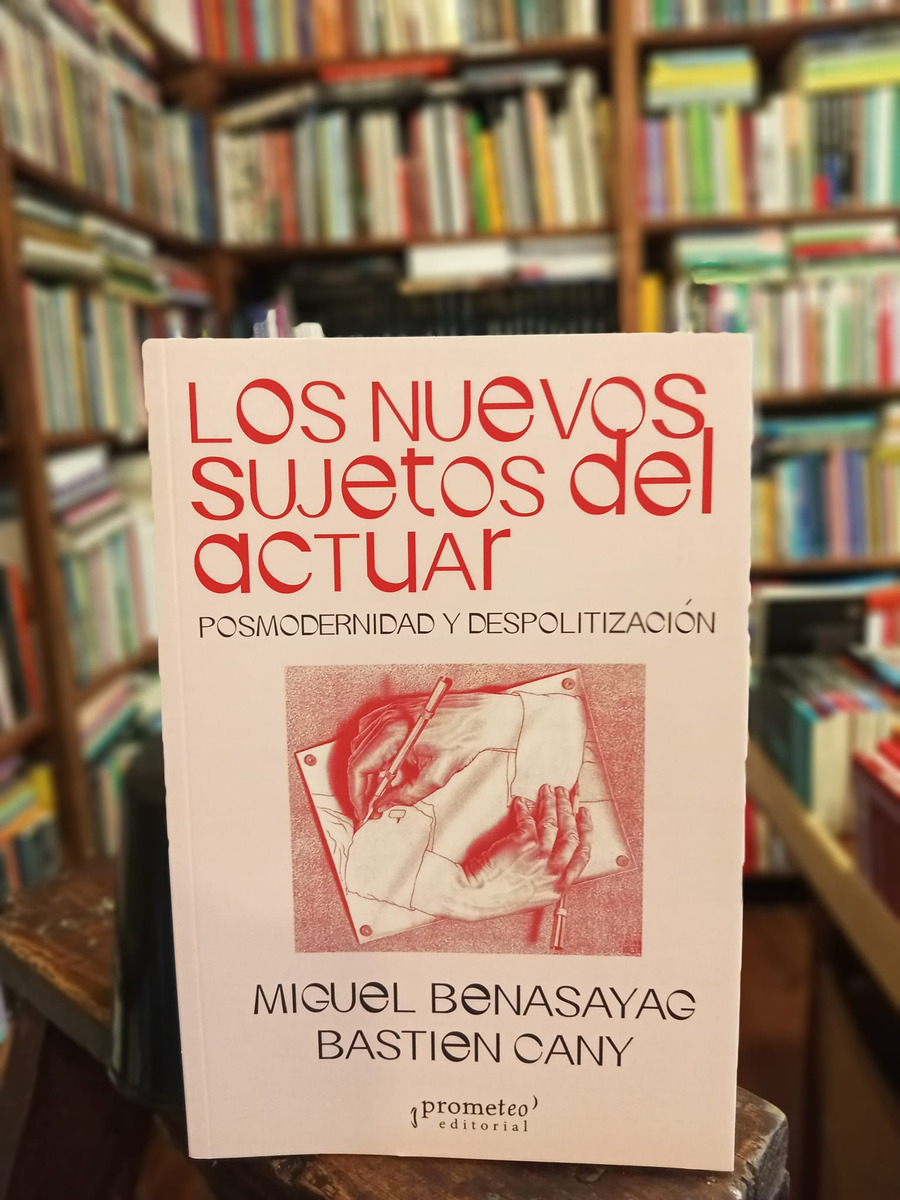 Los nuevos
sujetos del
actuar
POSMODERNIDAD Y DESPOLITIZACIÓN
MIGUEL BENASAYAG
BASTIEN CANY
prometeo
editorial